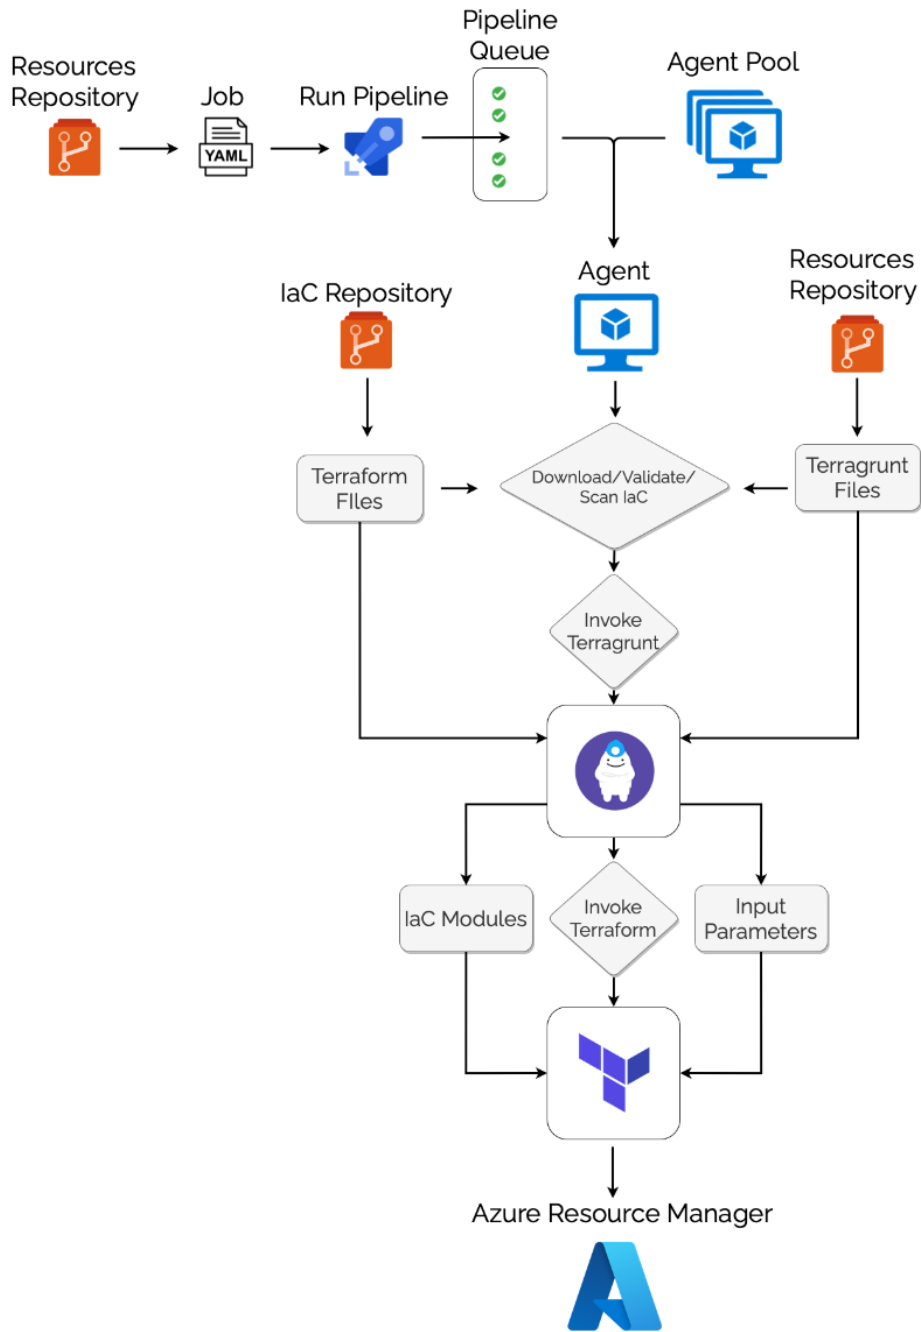 Pipeline
Queue
Resources
Repository
Job
YAML
Run Pipeline
Agent Pool
IaC Repository
Agent
Resources
Repository
Terraform
FIles
Download/Validate/
Scan IaC
Terragrunt
Files
Invoke
Terragrunt
IaC Modules
Invoke
Terraform
Input
Parameters
Azure Resource Manager